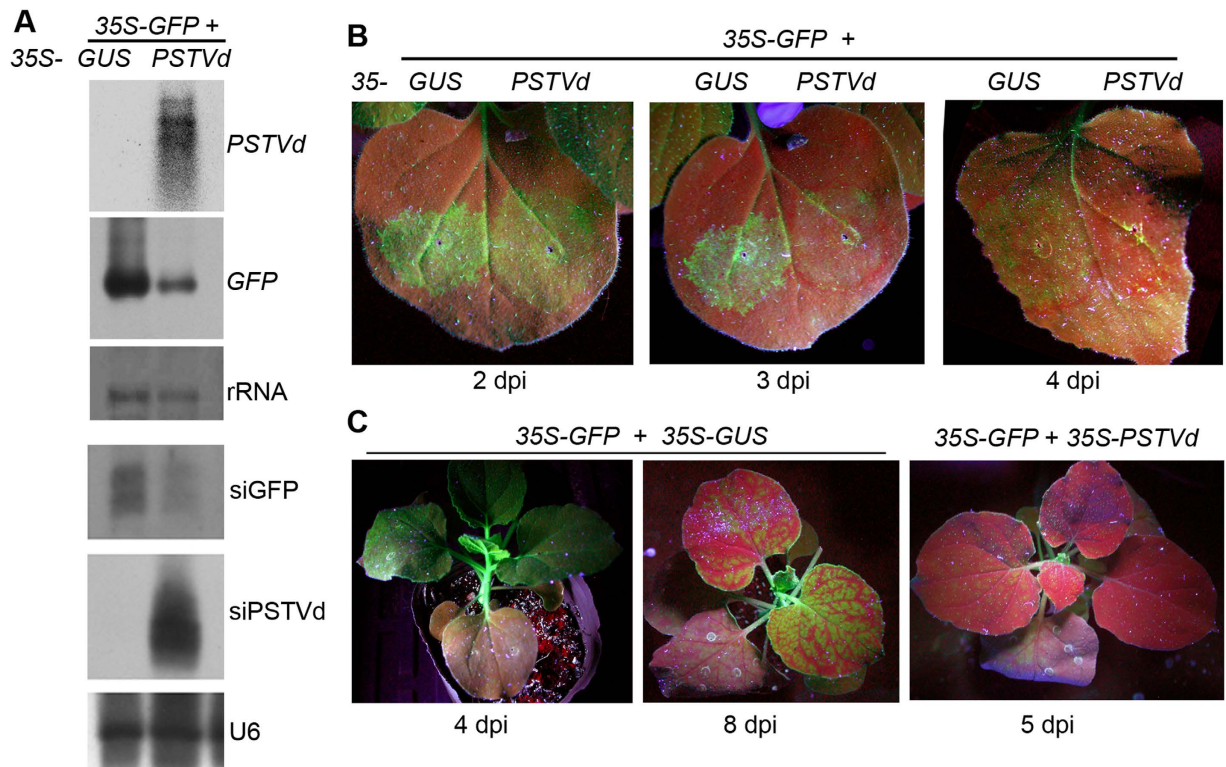 A
35S-GFP +
35S- GUS PSTVd
PSTVd
GFP
rRNA
siGFP
siPSTVd
U6
B
35S-GFP +
35- GUS PSTVd GUS PSTVd GUS PSTVd
2 dpi 3 dpi 4 dpi
C
35S-GFP + 35S-GUS 35S-GFP + 35S-PSTVd
4 dpi 8 dpi 5 dpi